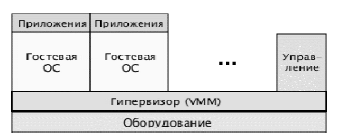 Приложения Приложения
Гостевая
ОС
Гостевая
ОС
...
Управ-
ление
Гипервизор (VMM)
Оборудование